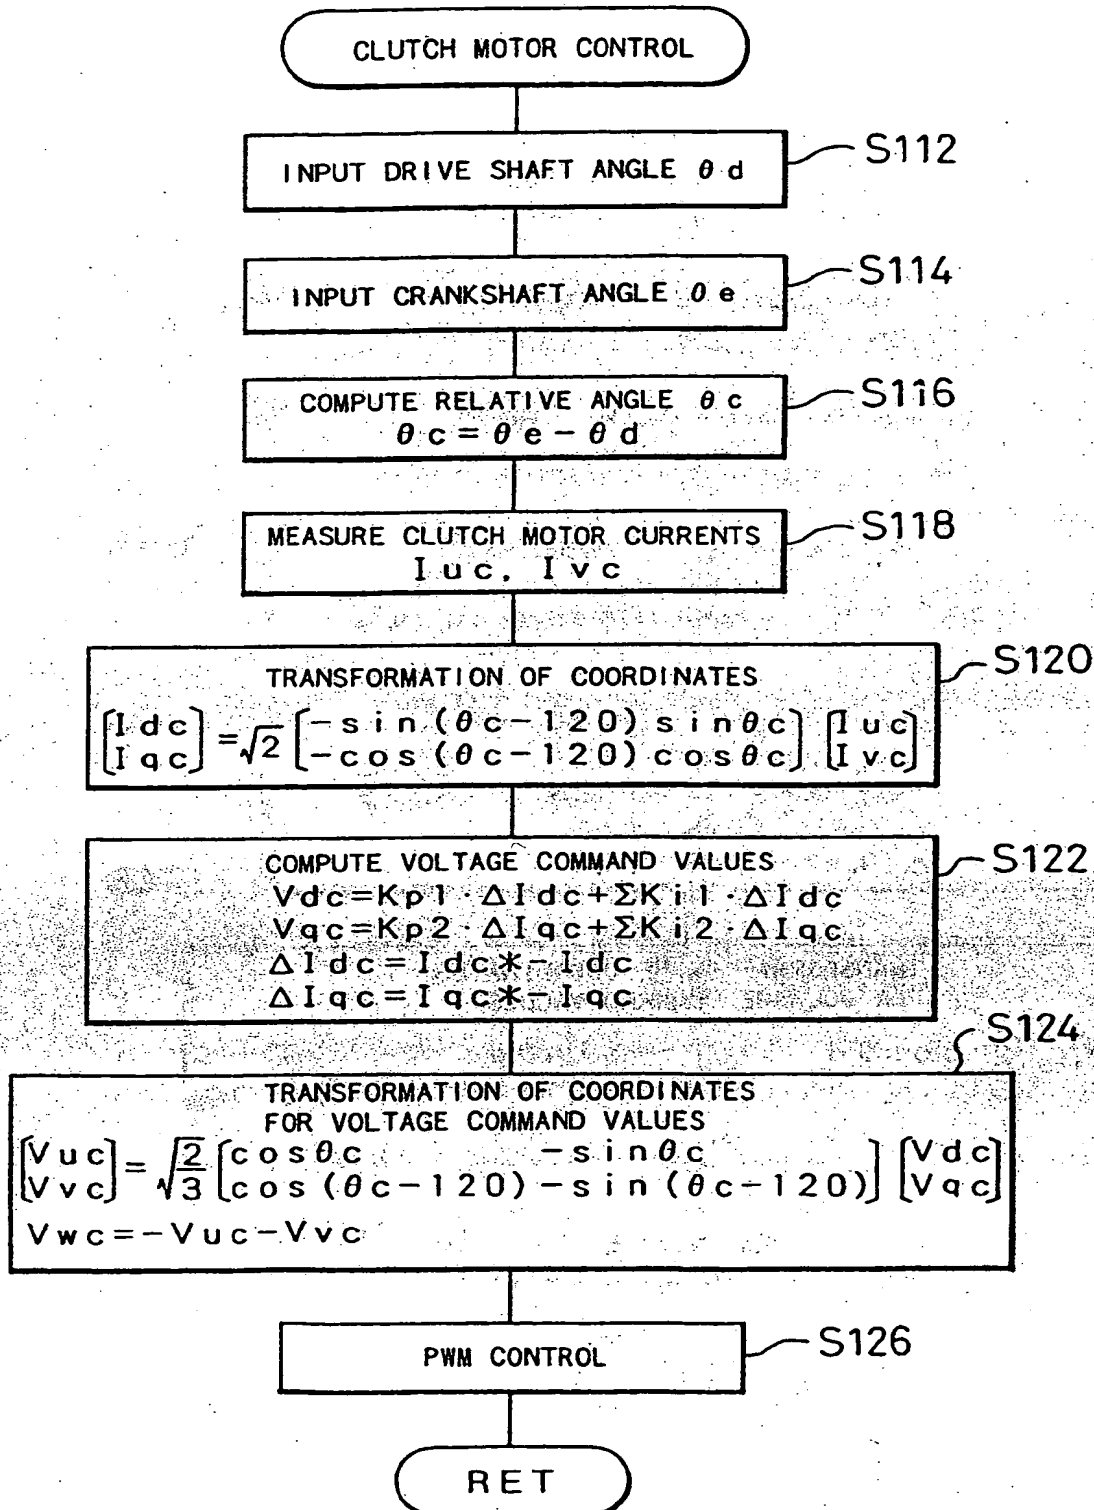 CLUTCH MOTOR CONTROL
INPUT DRIVE SHAFT ANGLE θd
S112
INPUT CRANKSHAFT ANGLE θe
S114
COMPUTE RELATIVE ANGLE θc
θc=θe-θd
S116
MEASURE CLUTCH MOTOR CURRENTS
Iuc, Ivc
S118
TRANSFORMATION OF COORDINATES
[Idc] =√2 [-sin(θc-120) sinθc] [Iuc]
[Iqc] [-cos(θc-120) cosθc] [Ivc]
S120
COMPUTE VOLTAGE COMMAND VALUES
Vdc=Kp1·ΔIdc+ΣKi1·ΔIdc
Vqc=Kp2·ΔIqc+ΣKi2·ΔIqc
ΔIdc=Idc*-Idc
ΔIqc=Iqc*-Iqc
S122
S124
TRANSFORMATION OF COORDINATES
FOR VOLTAGE COMMAND VALUES
[Vuc] = √2/3 [cosθc -sinθc] [Vdc]
[Vvc] [cos(θc-120) -sin(θc-120)] [Vqc]
Vwc=-Vuc-Vvc
PWM CONTROL
S126
RET